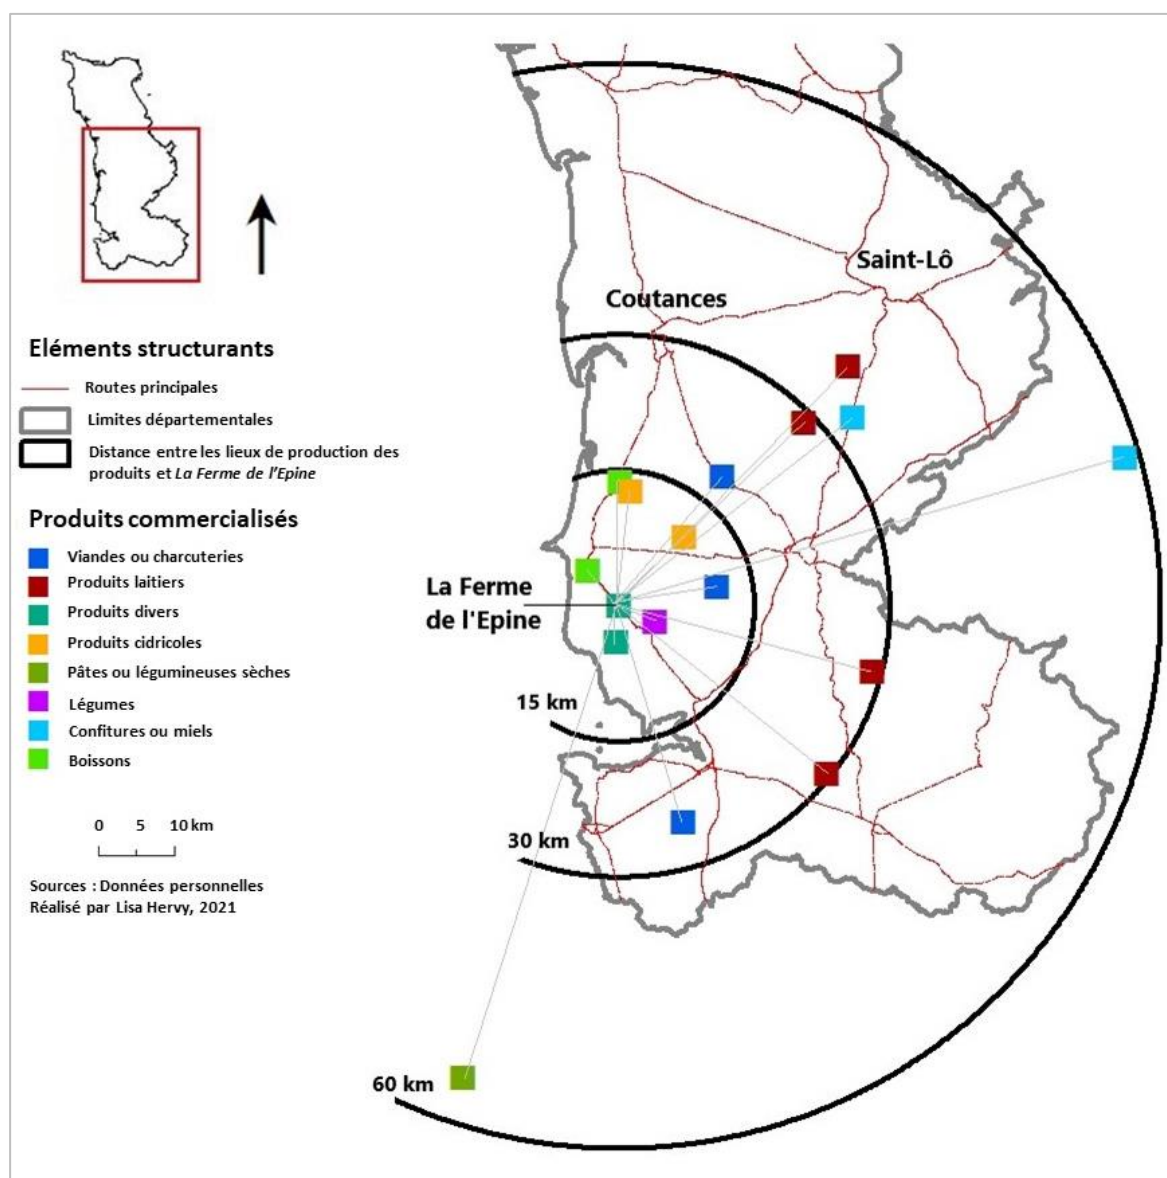 Saint-Lô
Coutances
Eléments structurants
Routes principales
Limites départementales
Distance entre les lieux de production des
produits et La Ferme de l'Epine
Produits commercialisés
Viandes ou charcuteries
Produits laitiers
Produits divers
Produits cidricoles
Pâtes ou légumineuses sèches
Légumes
Confitures ou miels
Boissons
La Ferme
de l'Epine
15 km
30 km
60 km
0 5 10 km
Sources : Données personnelles
Réalisé par Lisa Hervy, 2021